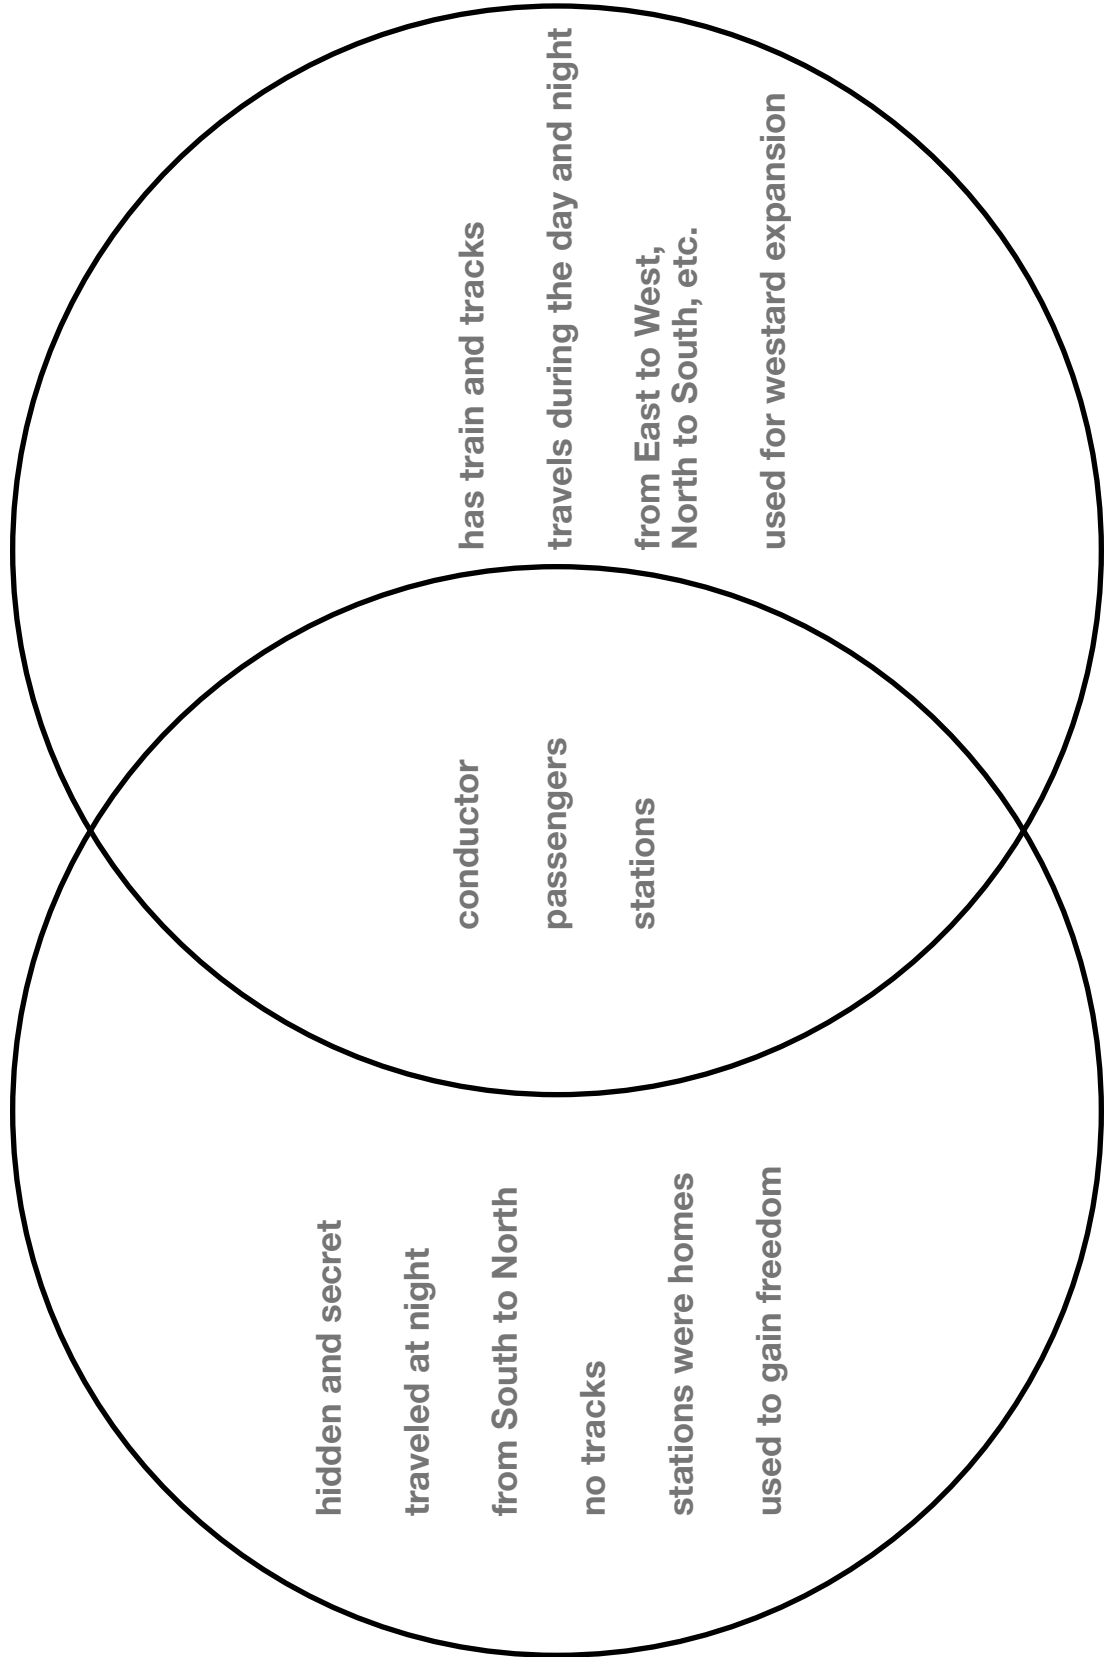 hidden and secret
traveled at night
from South to North
no tracks
stations were homes
used to gain freedom
conductor
passengers
stations
has train and tracks
travels during the day and night
from East to West,
North to South, etc.
used for westard expansion